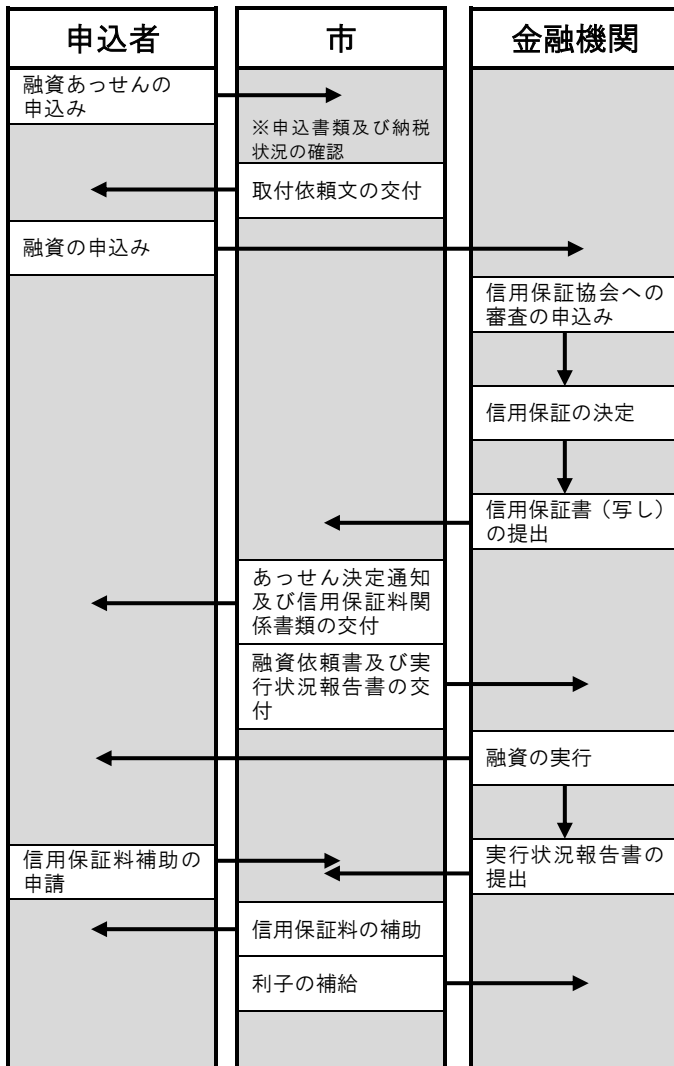 申込者
市
金融機関
融資あっせんの
申込み
※申込書類及び納税
状況の確認
取付依頼文の交付
融資の申込み
信用保証協会への
審査の申込み
信用保証の決定
信用保証書（写し）
の提出
あっせん決定通知
及び信用保証料関
係書類の交付
融資依頼書及び実
行状況報告書の交
付
融資の実行
信用保証料補助の
申請
実行状況報告書の
提出
信用保証料の補助
利子の補給